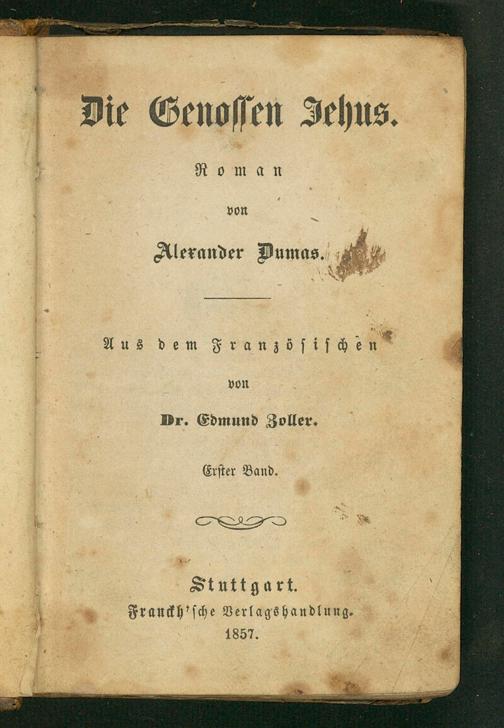 Die Genossen Jehus.
Roman
von
Alexander Dumas.
Aus dem Französischen
von
Dr. Edmund Zoller.
Erster Band.
Stuttgart.
Franckh'sche Verlagshandlung.
1857.